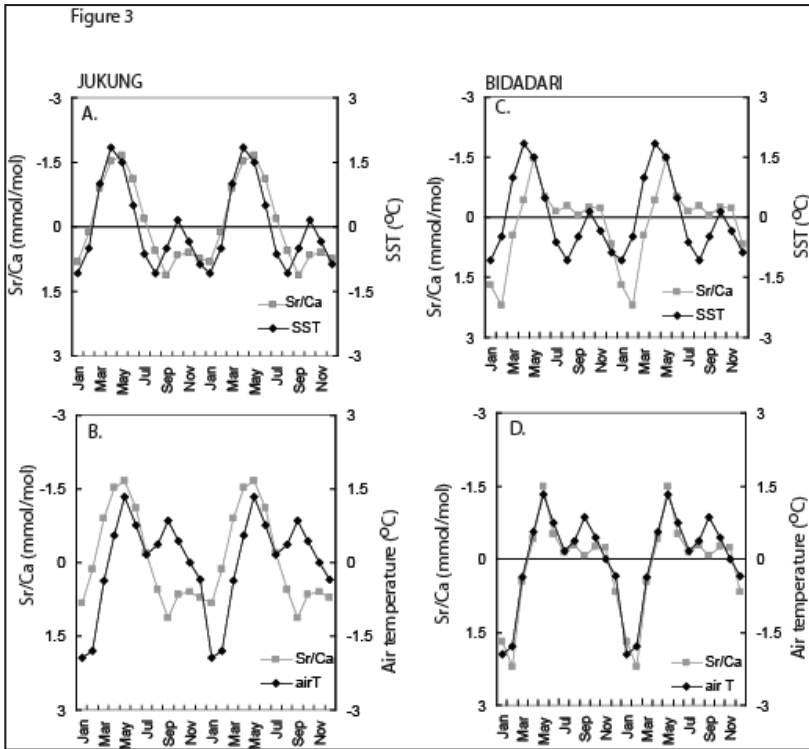 Figure 3
JUKUNG
A.
Sr/Ca (mmol/mol)
-3
-1.5
0
1.5
3
SST (°C)
3
1.5
0
-1.5
-3
Sr/Ca
SST
Jan Mar May Jul Sep Nov Jan Mar May Jul Sep Nov
BIDADARI
C.
Sr/Ca (mmol/mol)
-3
-1.5
0
1.5
3
SST (°C)
3
1.5
0
-1.5
-3
Sr/Ca
SST
Jan Mar May Jul Sep Nov Jan Mar May Jul Sep Nov
B.
Sr/Ca (mmol/mol)
-3
-1.5
0
1.5
3
Air temperature (°C)
3
1.5
0
-1.5
-3
Sr/Ca
airT
Jan Mar May Jul Sep Nov Jan Mar May Jul Sep Nov
D.
Sr/Ca (mmol/mol)
-3
-1.5
0
1.5
3
Air temperature (°C)
3
1.5
0
-1.5
-3
Sr/Ca
air T
Jan Mar May Jul Sep Nov Jan Mar May Jul Sep Nov